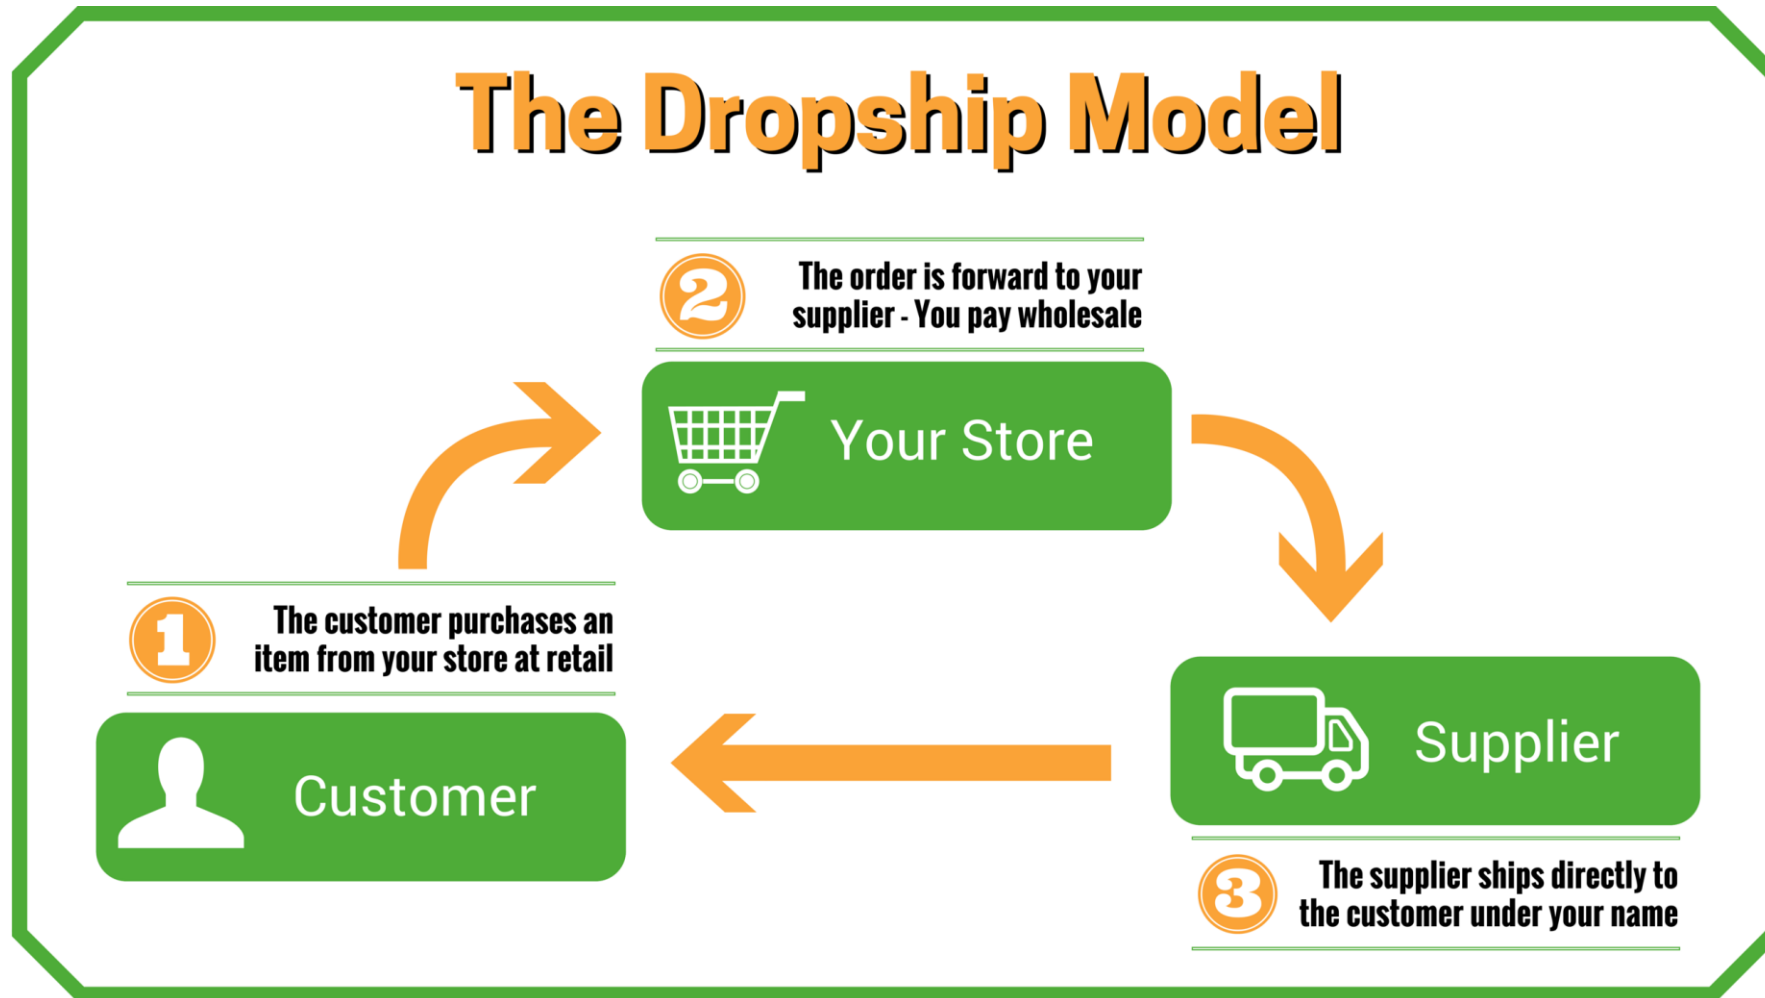 The Dropship Model
2
The order is forward to your
supplier - You pay wholesale
Your Store
1
The customer purchases an
item from your store at retail
Customer
Supplier
3
The supplier ships directly to
the customer under your name